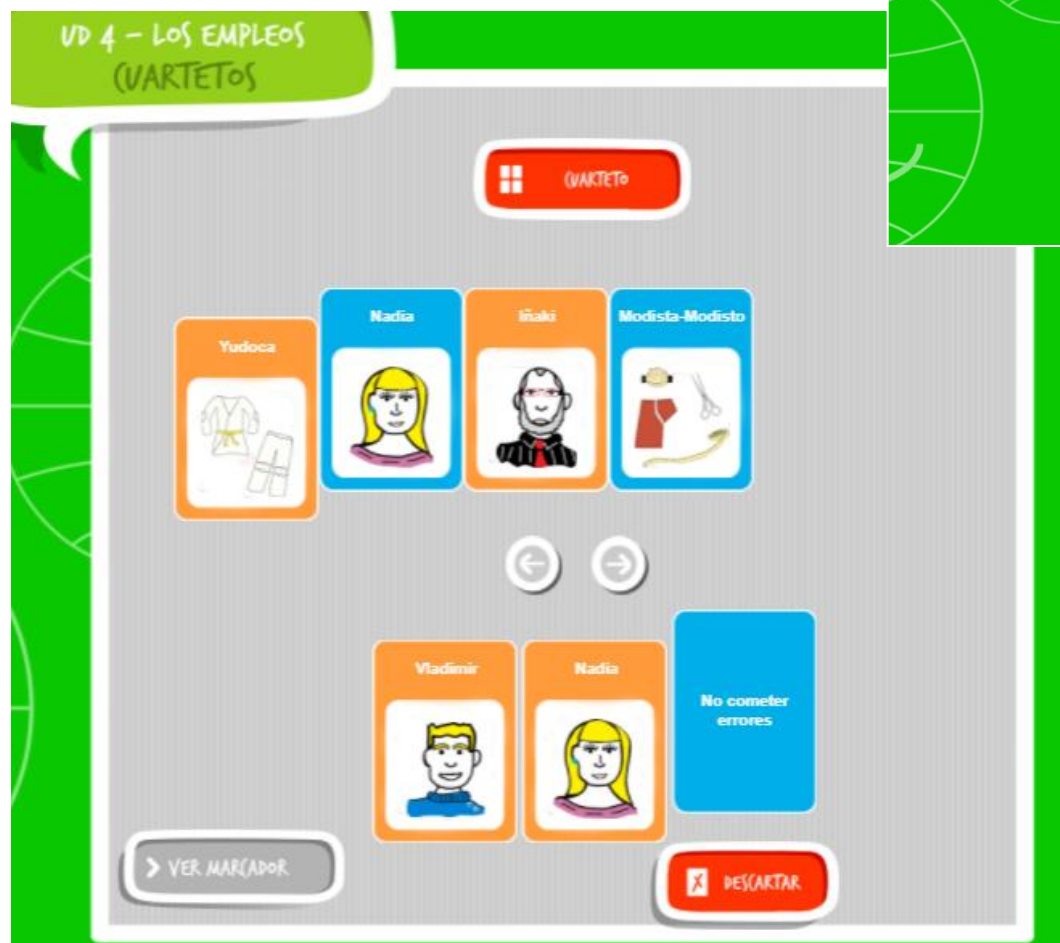 UD 4 – LOS EMPLEOS
CUARTETOS
CUARTETO
Yudoca
Nadia
Iñaki
Modista-Modisto
Vladimir
Nadia
No cometer
errores
VER MARCADOR
DESCARTAR